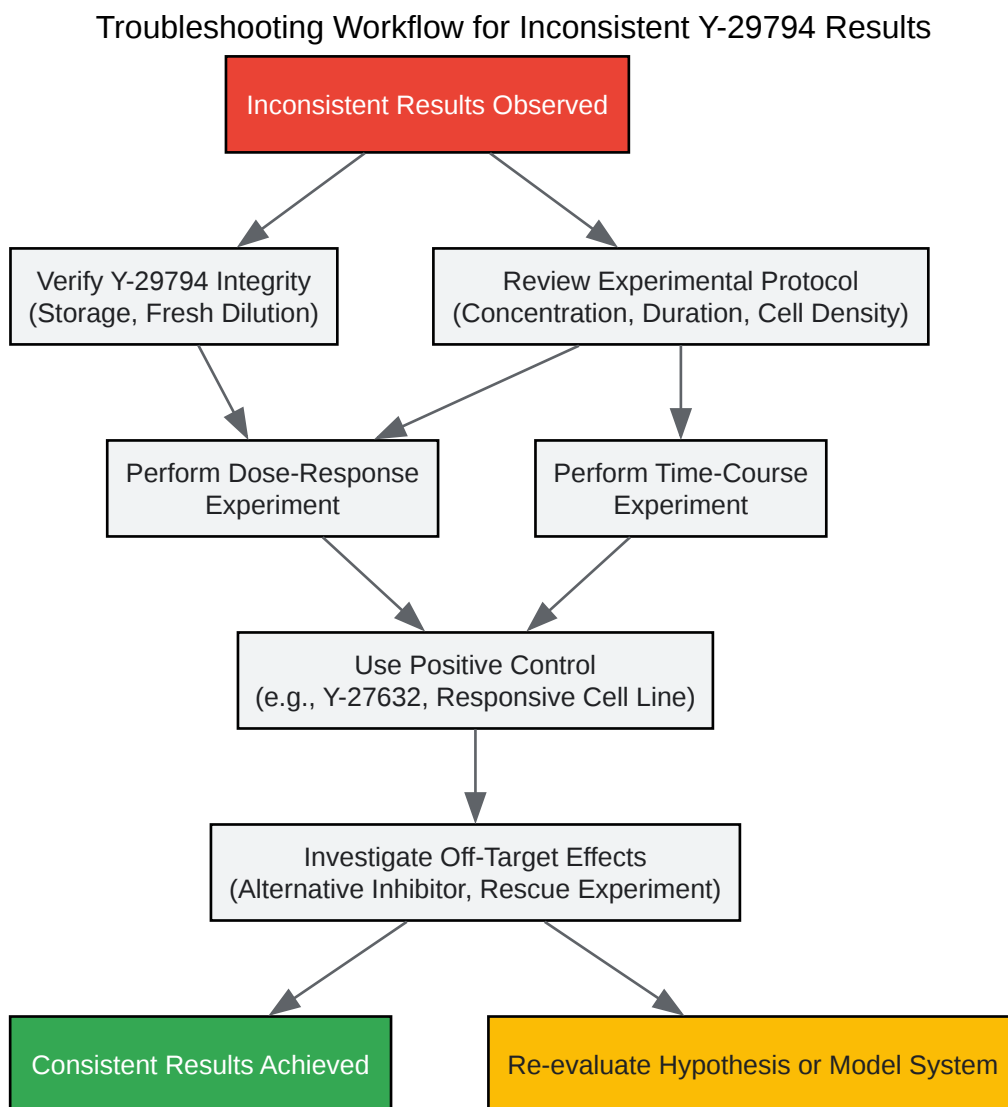 Troubleshooting Workflow for Inconsistent Y-29794 Results
Inconsistent Results Observed
Verify Y-29794 Integrity
(Storage, Fresh Dilution)
Review Experimental Protocol
(Concentration, Duration, Cell Density)
Perform Dose-Response
Experiment
Perform Time-Course
Experiment
Use Positive Control
(e.g., Y-27632, Responsive Cell Line)
Investigate Off-Target Effects
(Alternative Inhibitor, Rescue Experiment)
Consistent Results Achieved
Re-evaluate Hypothesis or Model System